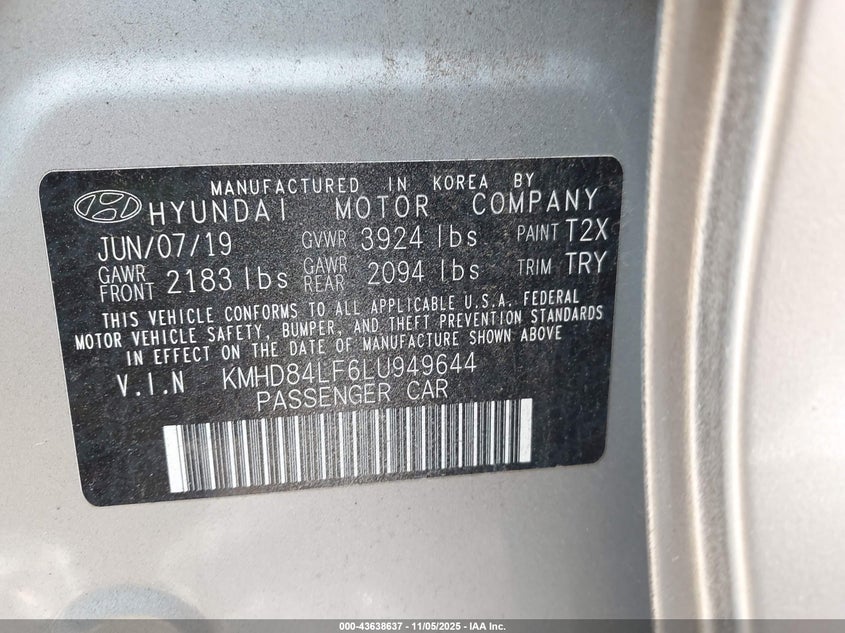 MANUFACTURED IN KOREA BY
HYUNDAI MOTOR COMPANY
JUN/07/19 GVWR 3924 lbs PAINT T2X
GAWR FRONT 2183 lbs GAWR REAR 2094 lbs TRIM TRY
THIS VEHICLE CONFORMS TO ALL APPLICABLE U.S.A. FEDERAL
MOTOR VEHICLE SAFETY, BUMPER, AND THEFT PREVENTION STANDARDS
IN EFFECT ON THE DATE OF MANUFACTURE SHOWN ABOVE
V.I.N KMHD84LF6LU949644
PASSENGER CAR
000-43638637 - 11/05/2025 - IAA Inc.